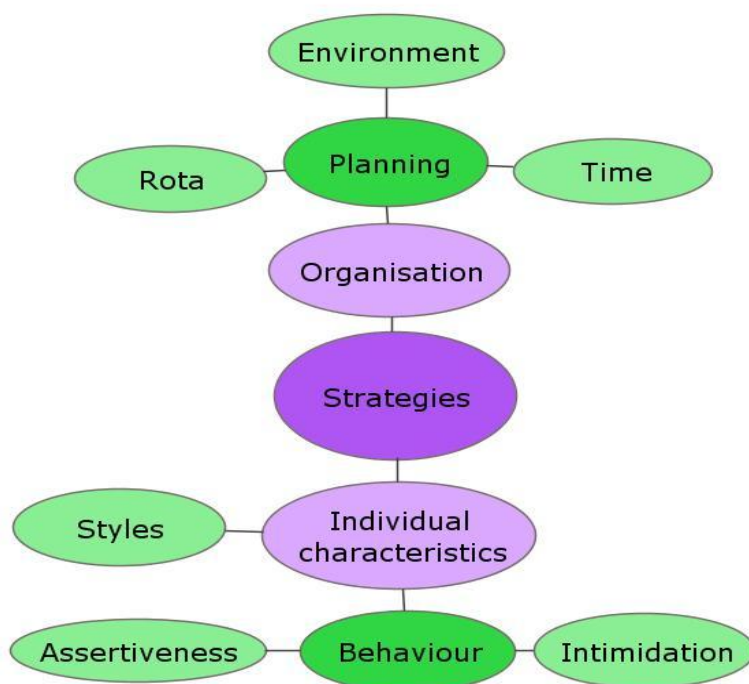 Environment
Planning
Rota
Time
Organisation
Strategies
Individual
characteristics
Styles
Assertiveness
Behaviour
Intimidation